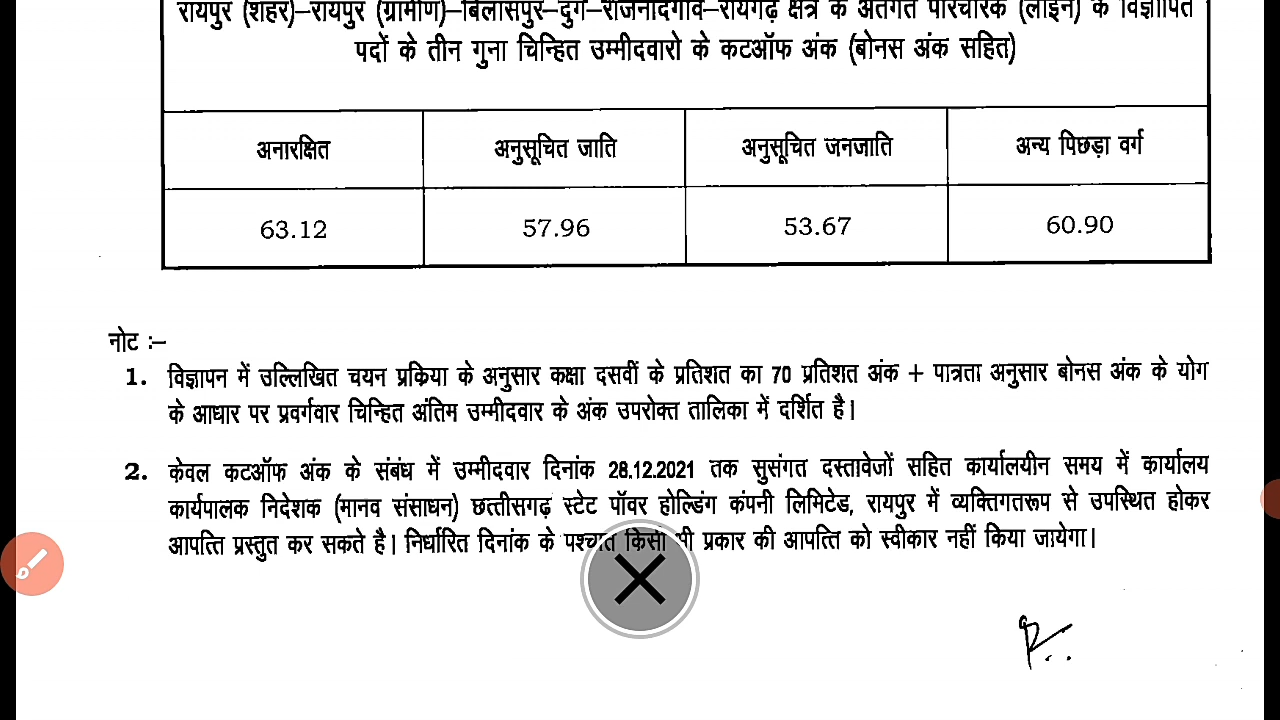 रायपुर (शहर)–रायपुर (ग्रामीण)–बिलासपुर–दुर्ग–राजनांदगांव–रायगढ़ क्षेत्र के अंतर्गत परिचारक (लाईन) के विज्ञापित
पदों के तीन गुना चिन्हित उम्मीदवारो के कटऑफ अंक (बोनस अंक सहित)
अनारक्षित अनुसूचित जाति अनुसूचित जनजाति अन्य पिछड़ा वर्ग
63.12 57.96 53.67 60.90
नोट :–
1. विज्ञापन में उल्लिखित चयन प्रकिया के अनुसार कक्षा दसवीं के प्रतिशत का 70 प्रतिशत अंक + पात्रता अनुसार बोनस अंक के योग
के आधार पर प्रवर्गवार चिन्हित अंतिम उम्मीदवार के अंक उपरोक्त तालिका में दर्शित है।
2. केवल कटऑफ अंक के संबंध में उम्मीदवार दिनांक 28.12.2021 तक सुसंगत दस्तावेजों सहित कार्यालयीन समय में कार्यालय
कार्यपालक निदेशक (मानव संसाधन) छत्तीसगढ़ स्टेट पॉवर होल्डिंग कंपनी लिमिटेड, रायपुर में व्यक्तिगतरूप से उपस्थित होकर
आपत्ति प्रस्तुत कर सकते है। निर्धारित दिनांक के पश्चात किसी भी प्रकार की आपत्ति को स्वीकार नहीं किया जायेगा।